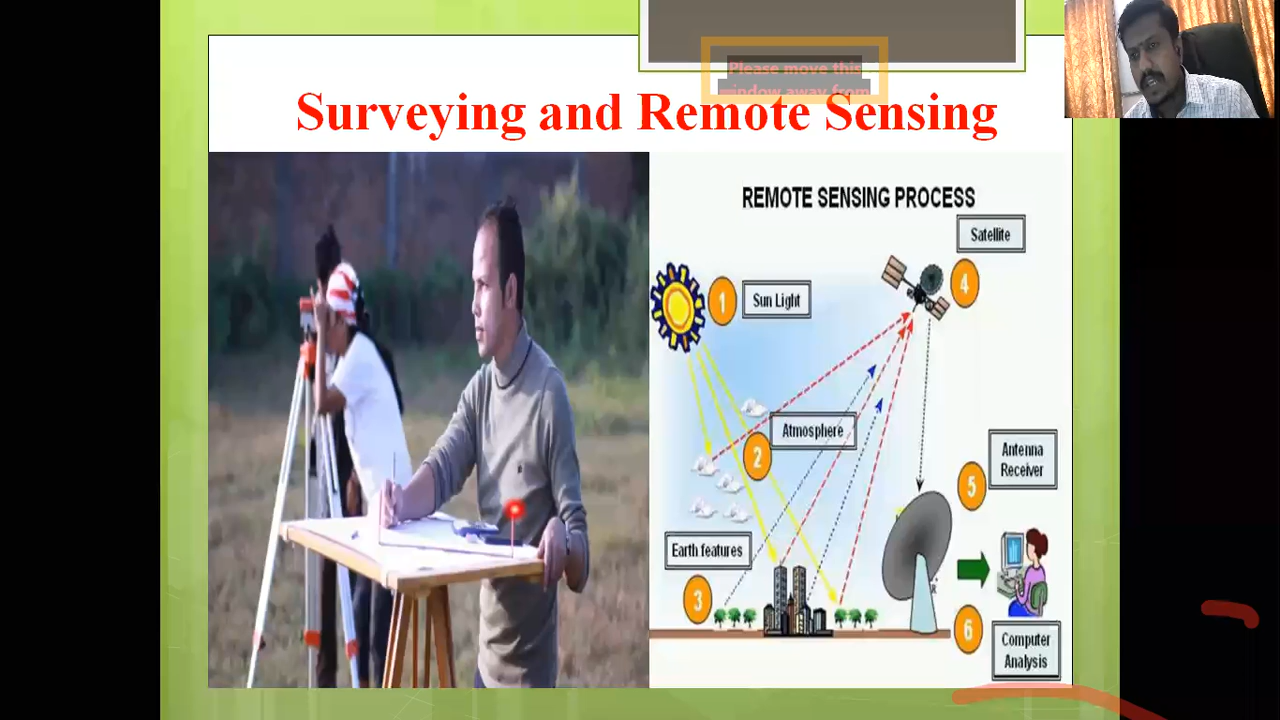 Please move this
window away from
Surveying and Remote Sensing
REMOTE SENSING PROCESS
Satellite
4
1
Sun Light
Atmosphere
2
Antenna
Receiver
5
Earth features
3
6
Computer
Analysis